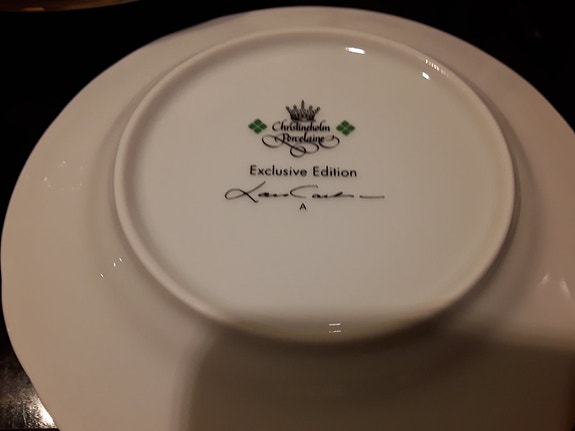 Christineholm
Porcelaine
Exclusive Edition
A